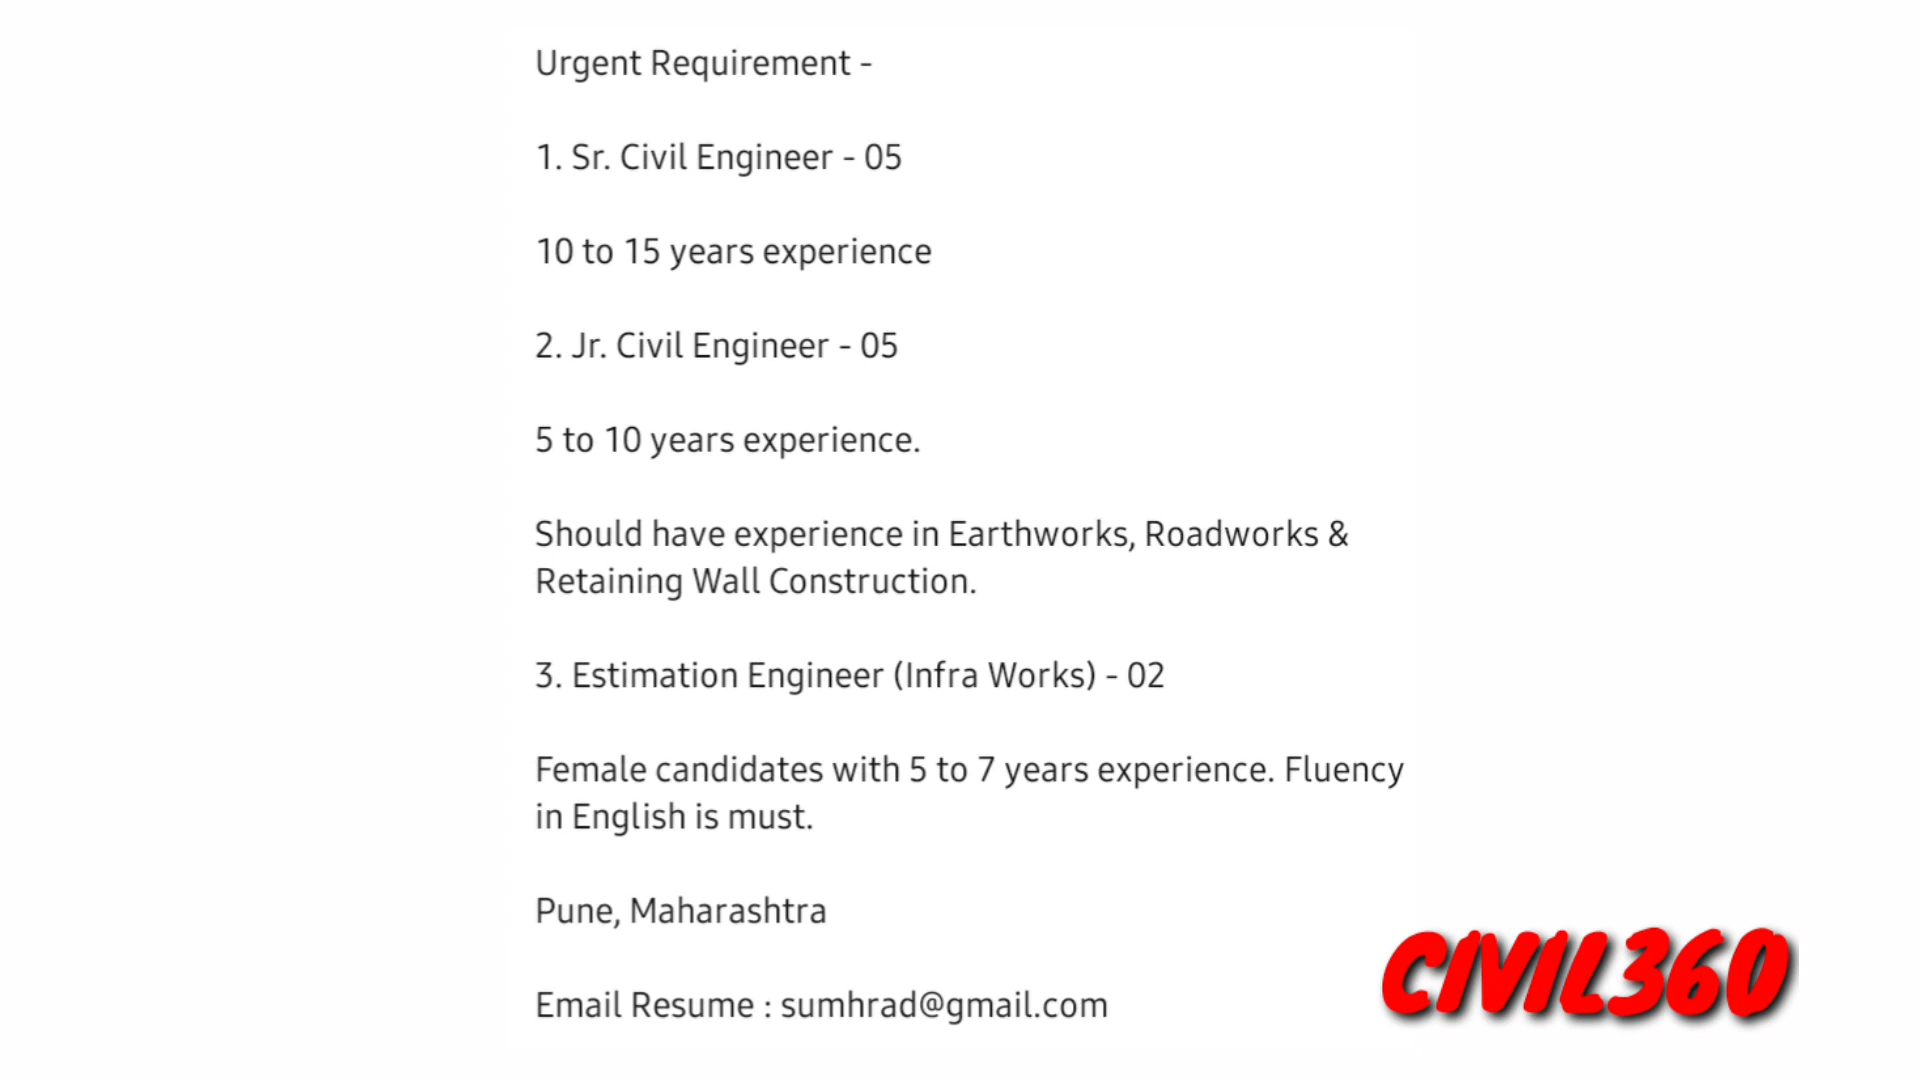 Urgent Requirement -
1. Sr. Civil Engineer - 05
10 to 15 years experience
2. Jr. Civil Engineer - 05
5 to 10 years experience.
Should have experience in Earthworks, Roadworks &
Retaining Wall Construction.
3. Estimation Engineer (Infra Works) - 02
Female candidates with 5 to 7 years experience. Fluency
in English is must.
Pune, Maharashtra
Email Resume : sumhrad@gmail.com
CIVIL360